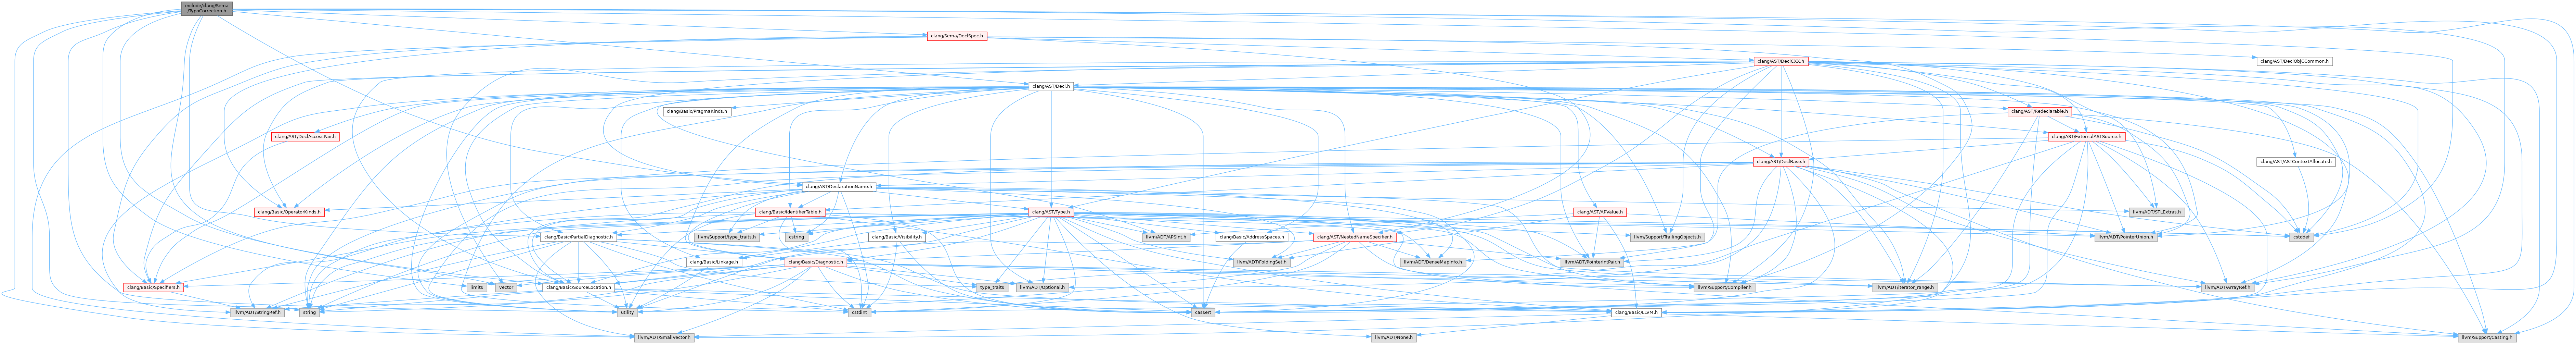 include/clang/Sema
/TypoCorrection.h
clang/Sema/DeclSpec.h
clang/AST/DeclCXX.h
clang/AST/DeclObjCCommon.h
clang/AST/Decl.h
clang/Basic/PragmaKinds.h
clang/AST/Redeclarable.h
clang/AST/DeclAccessPair.h
clang/AST/ExternalASTSource.h
clang/AST/DeclBase.h
clang/AST/ASTContextAllocate.h
clang/AST/DeclarationName.h
clang/Basic/OperatorKinds.h
clang/Basic/IdentifierTable.h
clang/AST/Type.h
clang/AST/APValue.h
llvm/ADT/STLExtras.h
clang/Basic/PartialDiagnostic.h
llvm/Support/type_traits.h
cstring
clang/Basic/Visibility.h
llvm/ADT/APSInt.h
clang/Basic/AddressSpaces.h
clang/AST/NestedNameSpecifier.h
llvm/Support/TrailingObjects.h
llvm/ADT/PointerUnion.h
cstddef
clang/Basic/Linkage.h
clang/Basic/Diagnostic.h
llvm/ADT/FoldingSet.h
llvm/ADT/DenseMapInfo.h
llvm/ADT/PointerIntPair.h
clang/Basic/Specifiers.h
limits
vector
clang/Basic/SourceLocation.h
type_traits
llvm/ADT/Optional.h
llvm/Support/Compiler.h
llvm/ADT/iterator_range.h
llvm/ADT/ArrayRef.h
llvm/ADT/StringRef.h
string
utility
cstdint
cassert
clang/Basic/LLVM.h
llvm/ADT/SmallVector.h
llvm/ADT/None.h
llvm/Support/Casting.h